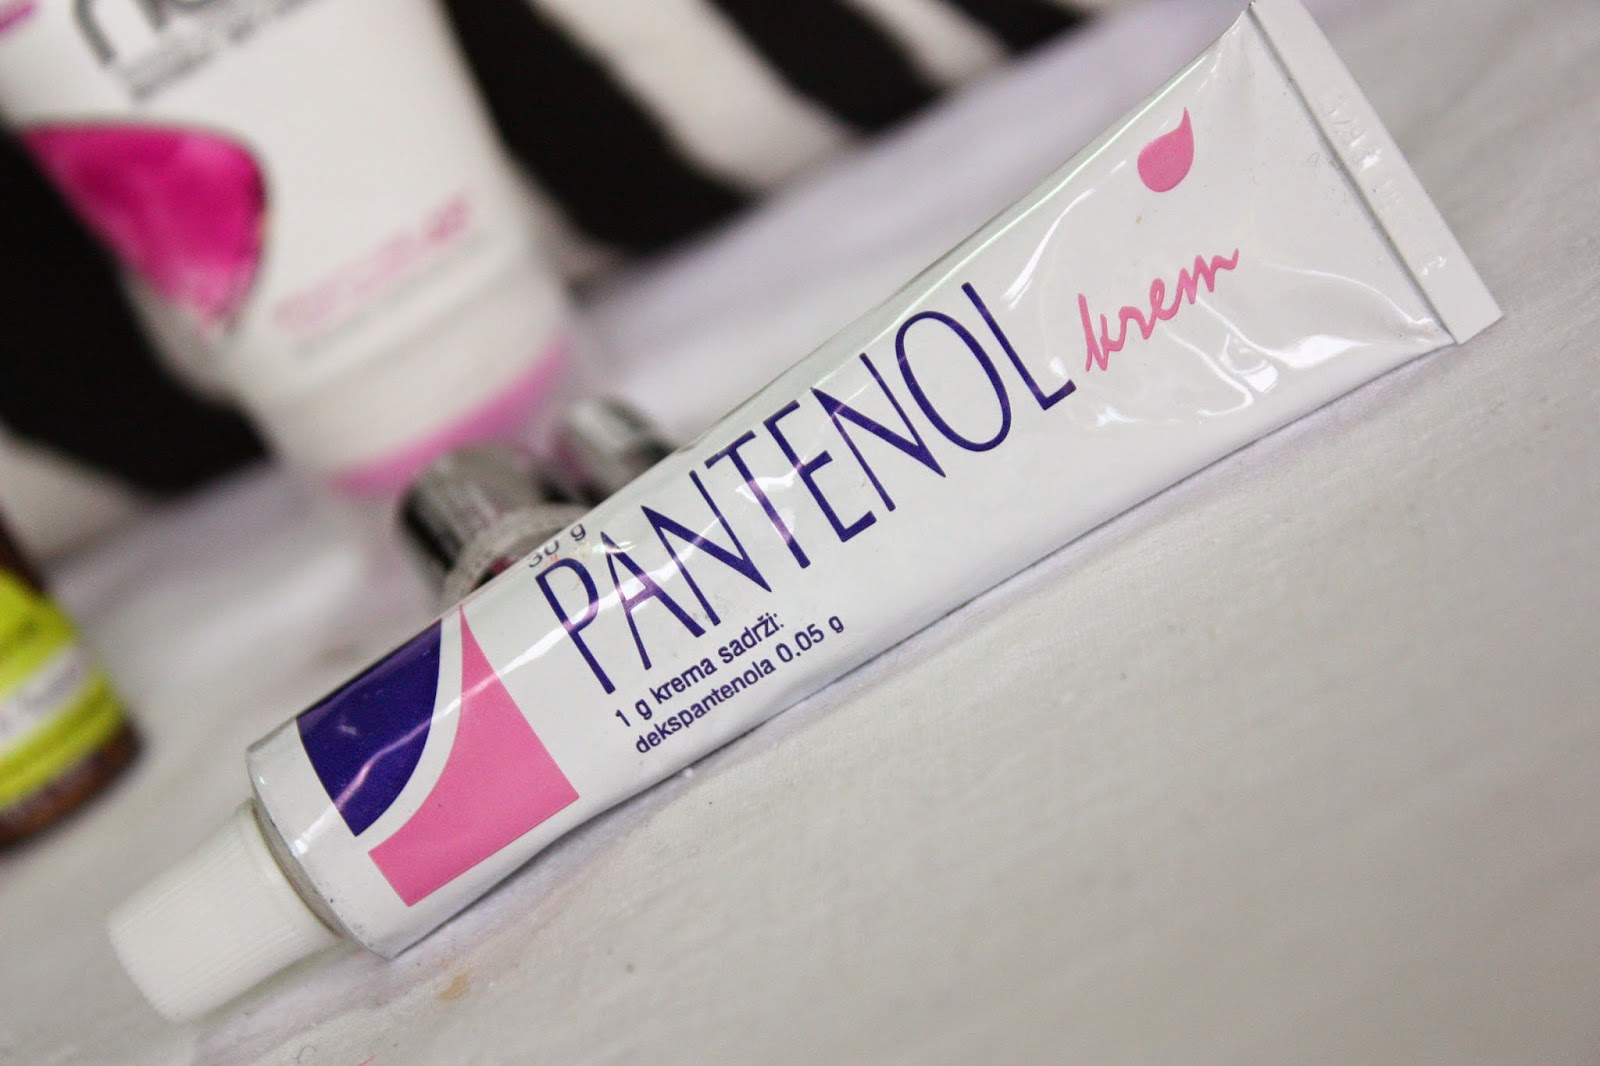 30 g
PANTENOL krem
1 g krema sadrži:
dekspantenola 0.05 g